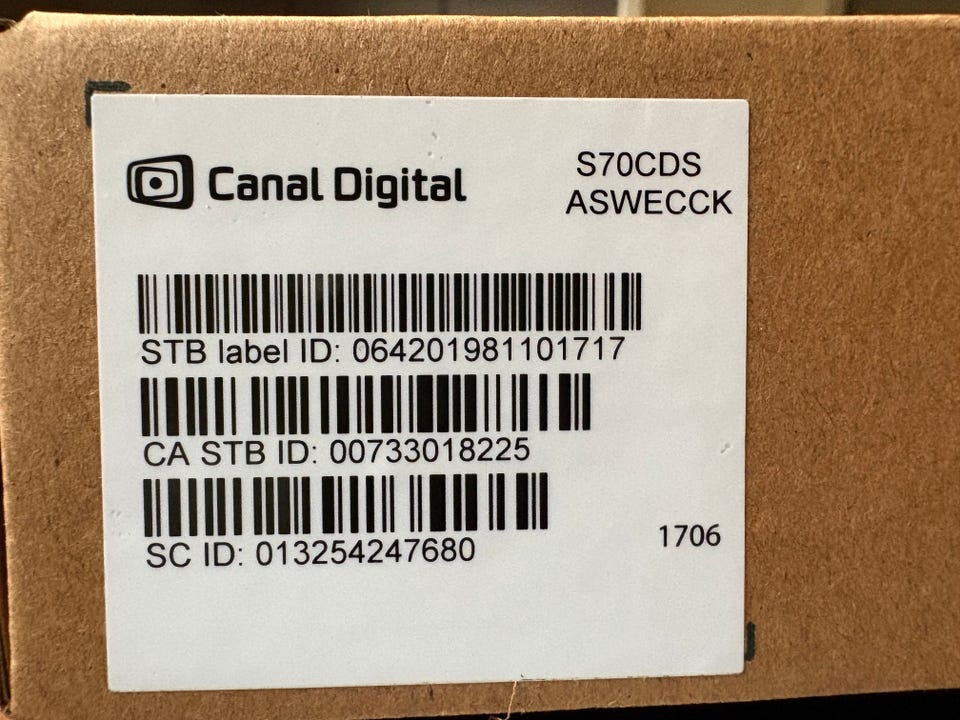 Canal Digital
S70CDS
ASWECCK
STB label ID: 064201981101717
CA STB ID: 00733018225
SC ID: 013254247680
1706